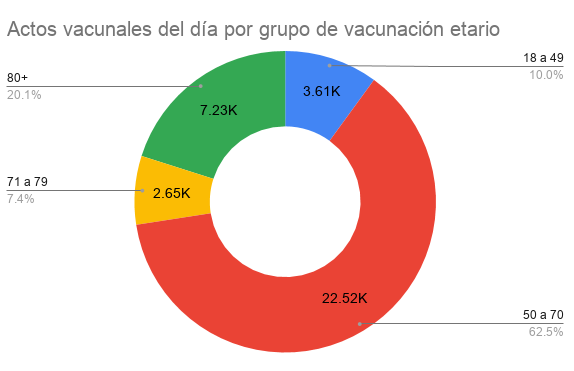 Actos vacunales del día por grupo de vacunación etario
18 a 49
10.0%
80+
20.1%
3.61K
7.23K
71 a 79
7.4%
2.65K
22.52K
50 a 70
62.5%